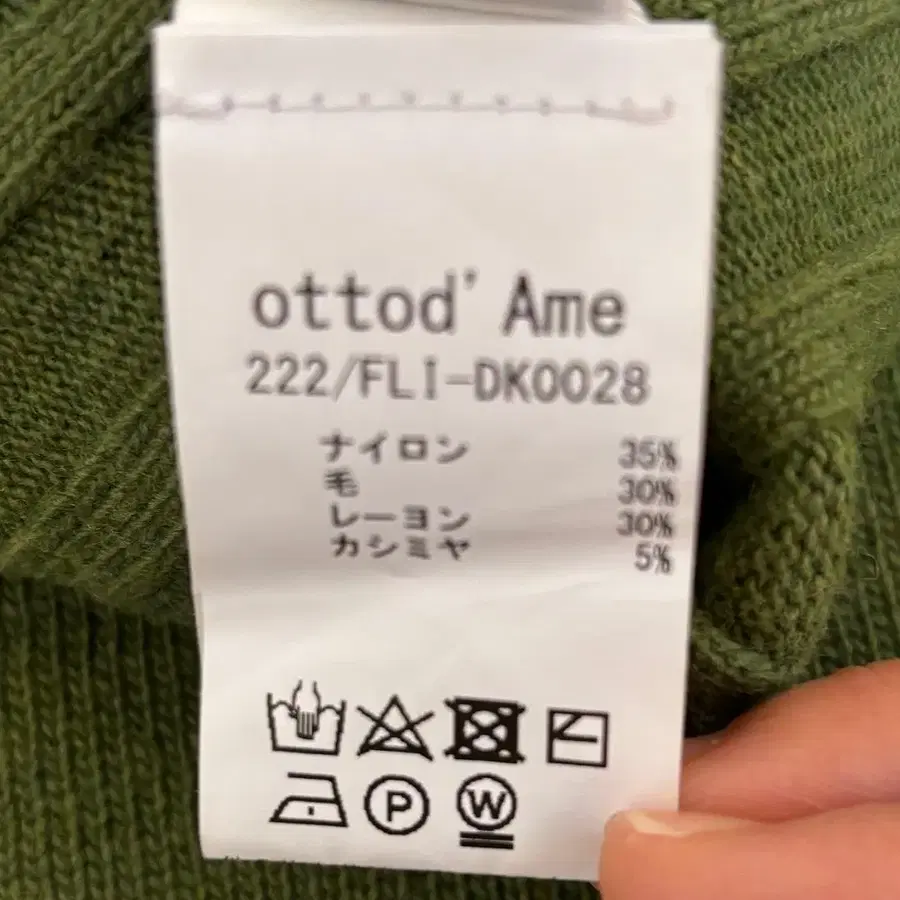 ottod'Ame
222/FLI-DK0028
ナイロン 35%
毛 30%
レーヨン 30%
カシミヤ 5%
P W